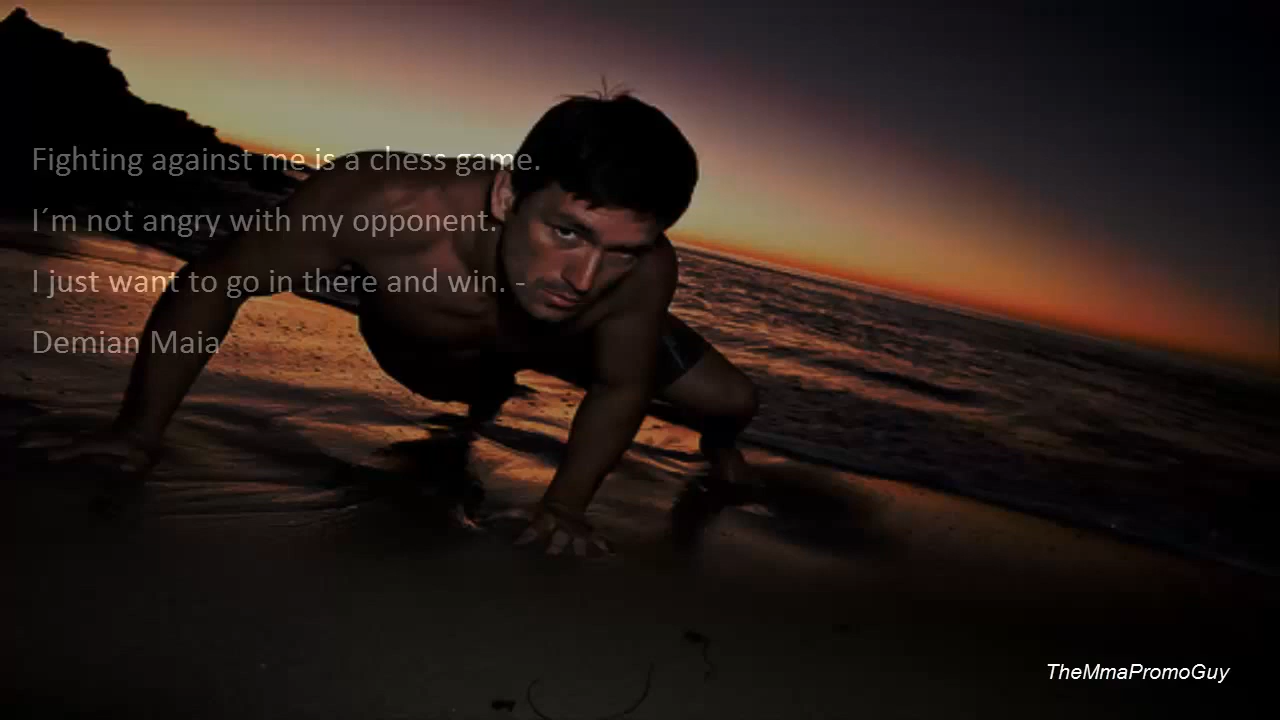 Fighting against me is a chess game.
I´m not angry with my opponent.
I just want to go in there and win. -
Demian Maia
TheMmaPromoGuy